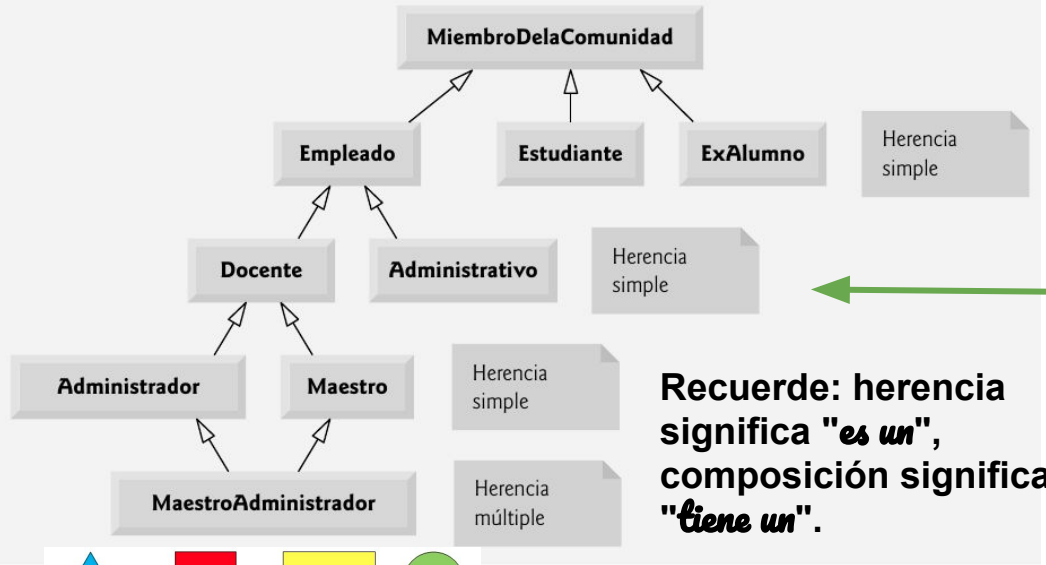 MiembroDelaComunidad
Empleado
Estudiante
ExAlumno
Herencia
simple
Docente
Administrativo
Herencia
simple
Administrador
Maestro
Herencia
simple
MaestroAdministrador
Herencia
múltiple
Recuerde: herencia
significa "es un",
composición significa
"tiene un".